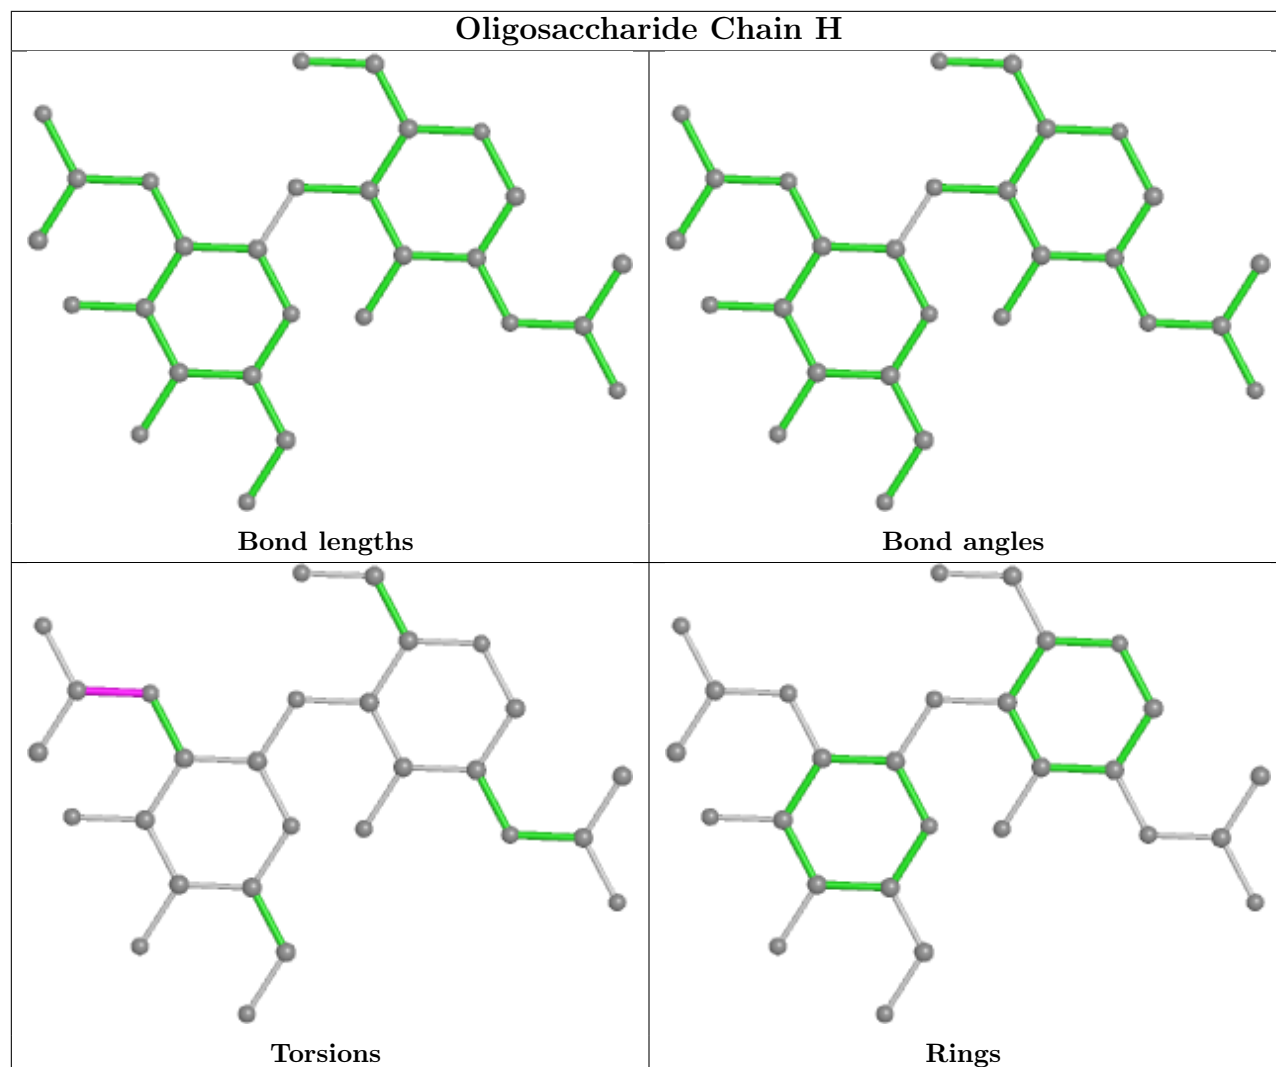 Oligosaccharide Chain H
Bond lengths
Bond angles
Torsions
Rings